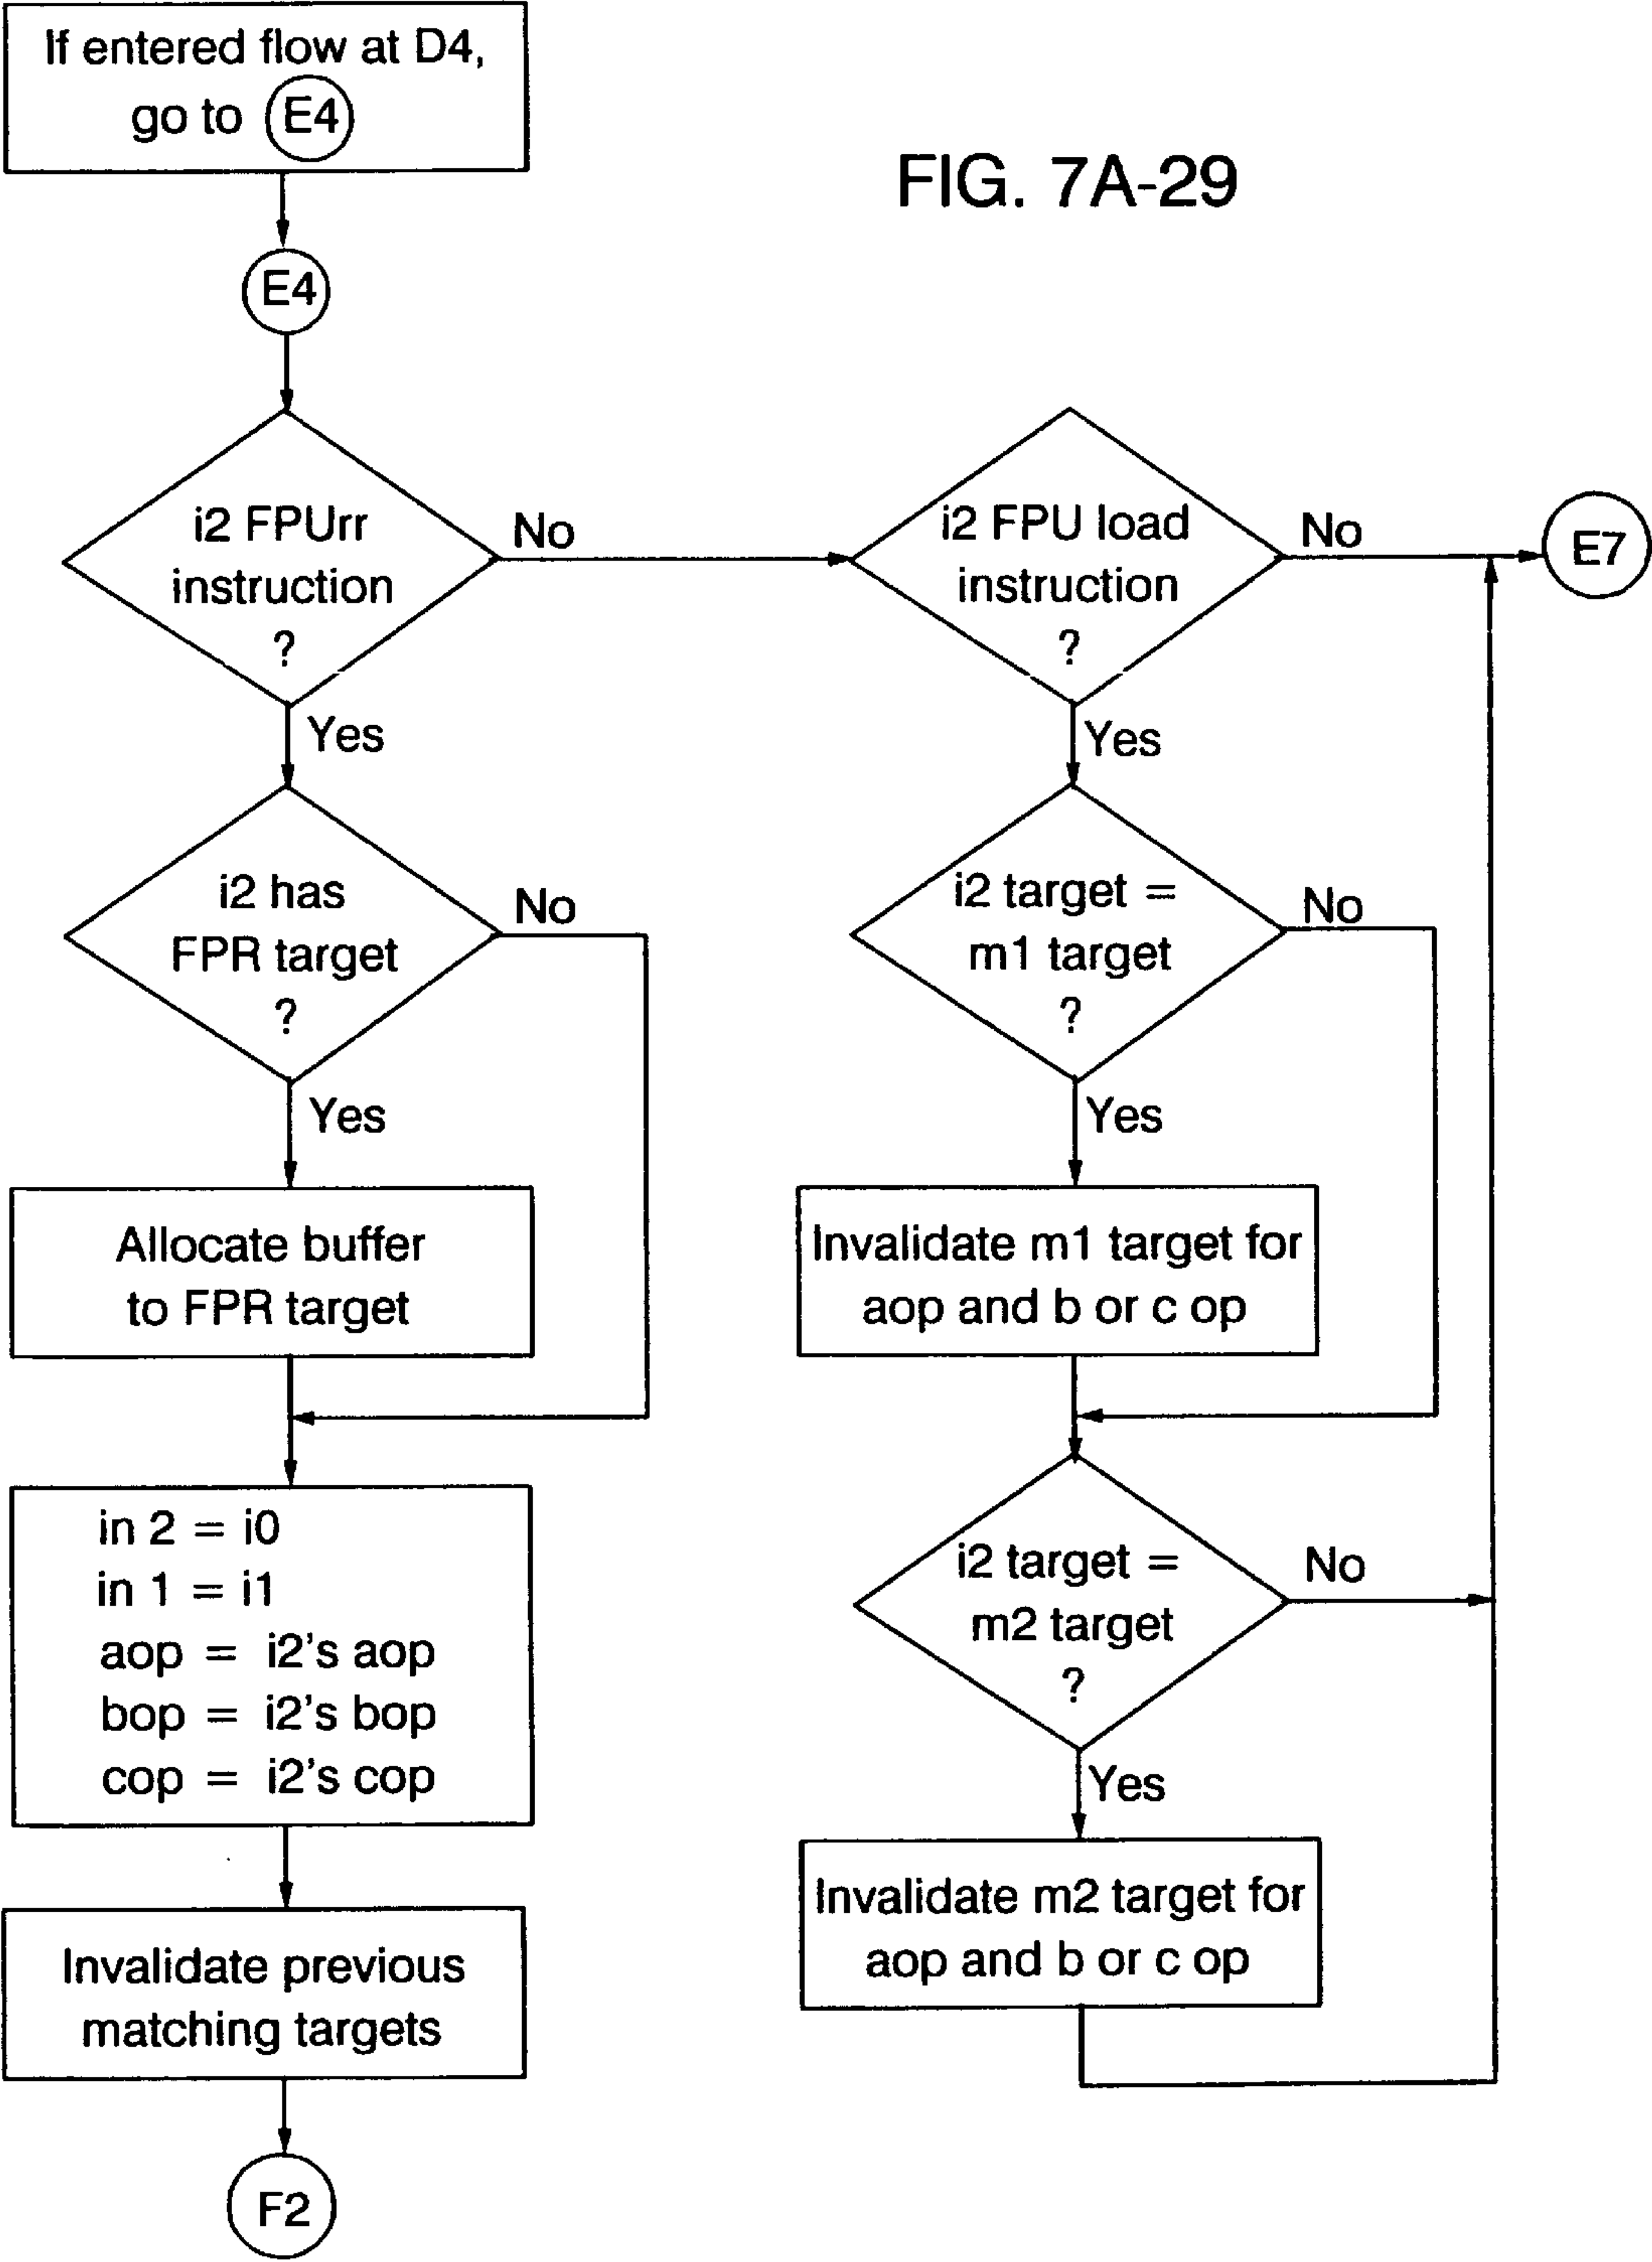 If entered flow at D4,
go to E4
FIG. 7A-29
E4
i2 FPUrr
instruction
?
No
Yes
i2 FPU load
instruction
?
No
Yes
E7
i2 has
FPR target
?
No
Yes
i2 target =
m1 target
?
No
Yes
Allocate buffer
to FPR target
Invalidate m1 target for
aop and b or c op
in 2 = i0
in 1 = i1
aop = i2's aop
bop = i2's bop
cop = i2's cop
i2 target =
m2 target
?
No
Yes
Invalidate previous
matching targets
Invalidate m2 target for
aop and b or c op
F2